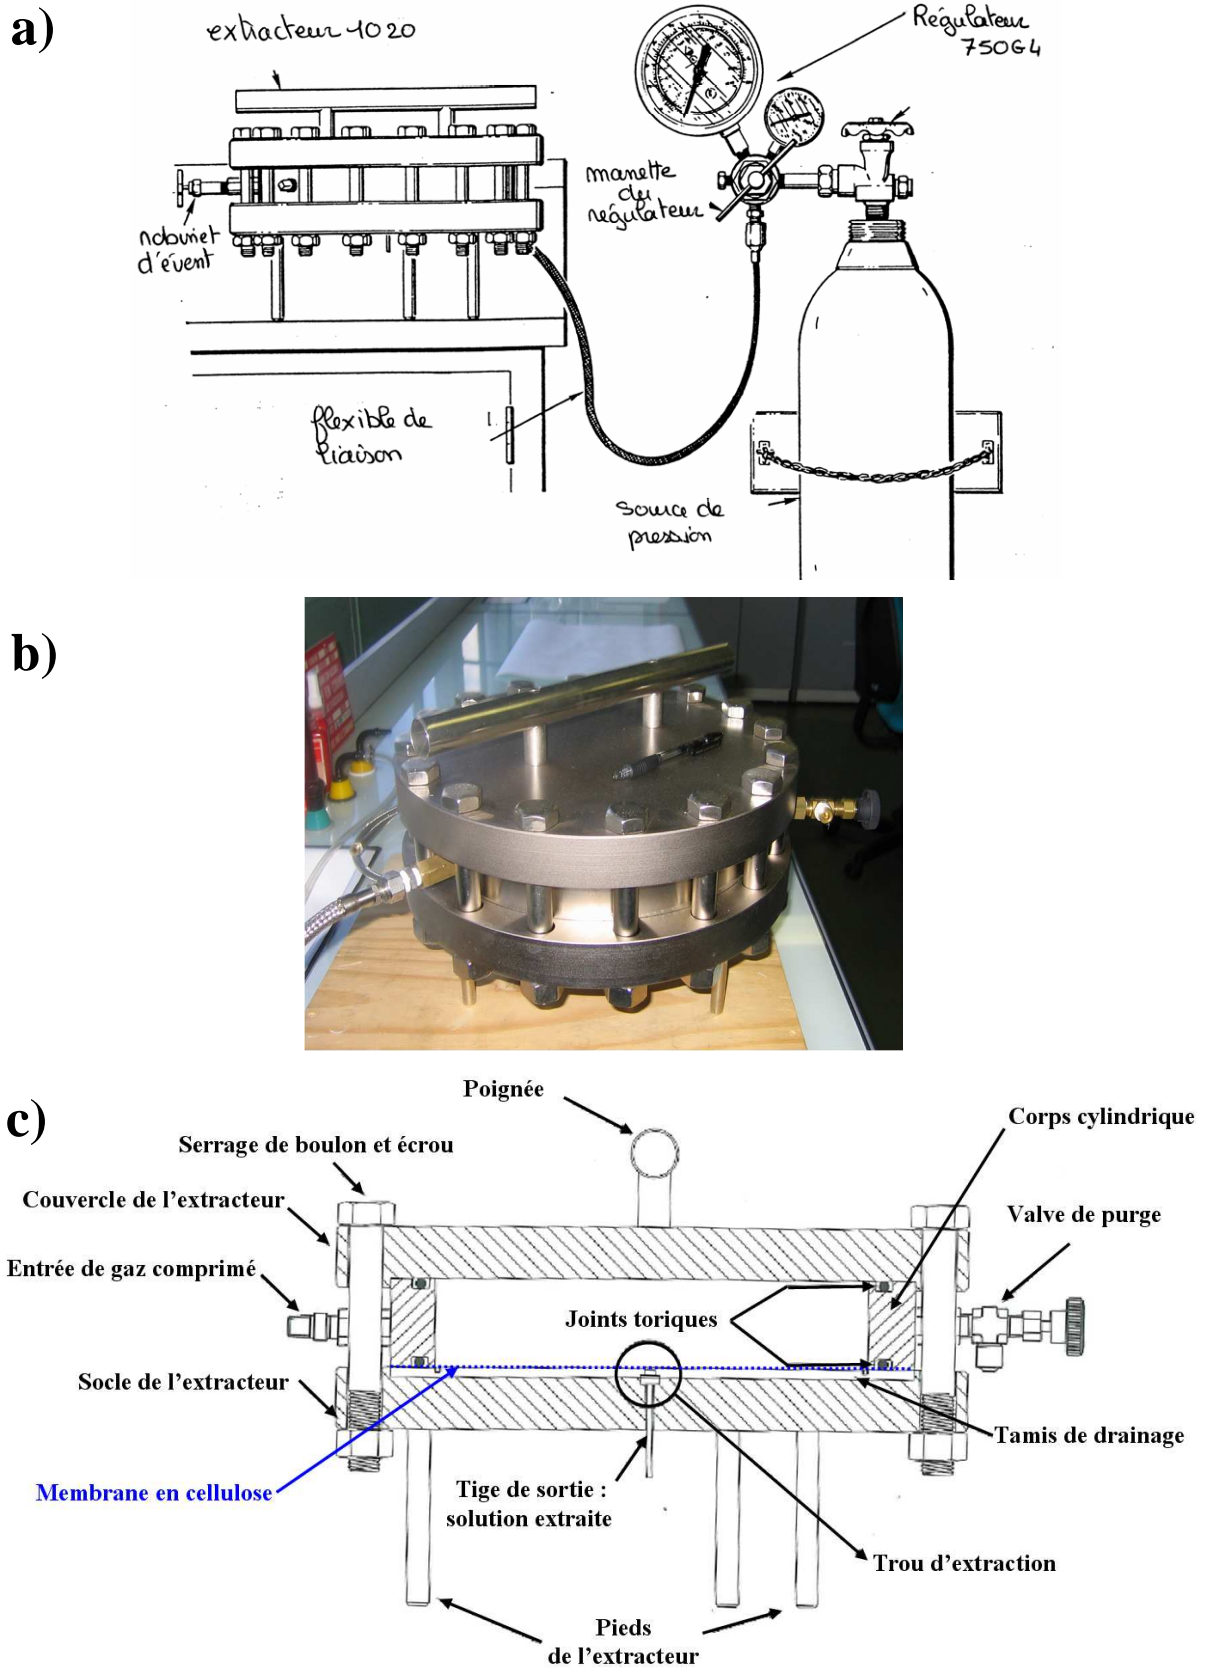 a)
extracteur 1020
Régulateur
750G4
manette
du
régulateur
robinet
d'évent
flexible de
liaison
source de
pression
b)
c)
Poignée
Corps cylindrique
Serrage de boulon et écrou
Couvercle de l'extracteur
Valve de purge
Entrée de gaz comprimé
Joints toriques
Socle de l'extracteur
Tamis de drainage
Membrane en cellulose
Tige de sortie :
solution extraite
Trou d'extraction
Pieds
de l'extracteur